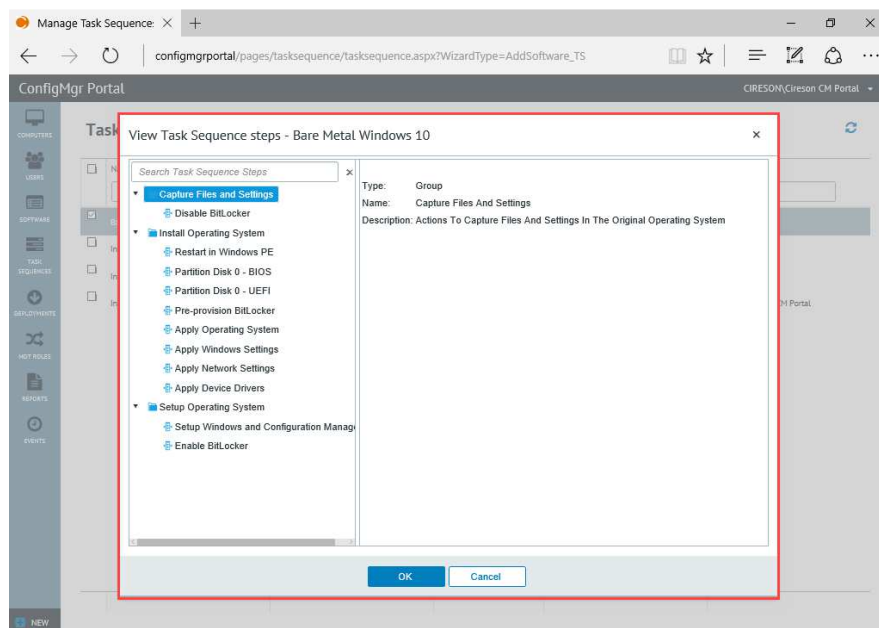 Manage Task Sequence:
configmgrportal/pages/tasksequence/tasksequence.aspx?WizardType=AddSoftware_TS
ConfigMgr Portal
CIRESON\Cireson CM Portal
COMPUTERS
USERS
SOFTWARE
TASK SEQUENCES
DEPLOYMENTS
HOT ROLES
REPORTS
EVENTS
NEW
Task
View Task Sequence steps - Bare Metal Windows 10
Search Task Sequence Steps
Capture Files and Settings
Disable BitLocker
Install Operating System
Restart in Windows PE
Partition Disk 0 - BIOS
Partition Disk 0 - UEFI
Pre-provision BitLocker
Apply Operating System
Apply Windows Settings
Apply Network Settings
Apply Device Drivers
Setup Operating System
Setup Windows and Configuration Manag
Enable BitLocker
Type: Group
Name: Capture Files And Settings
Description: Actions To Capture Files And Settings In The Original Operating System
CM Portal
OK
Cancel